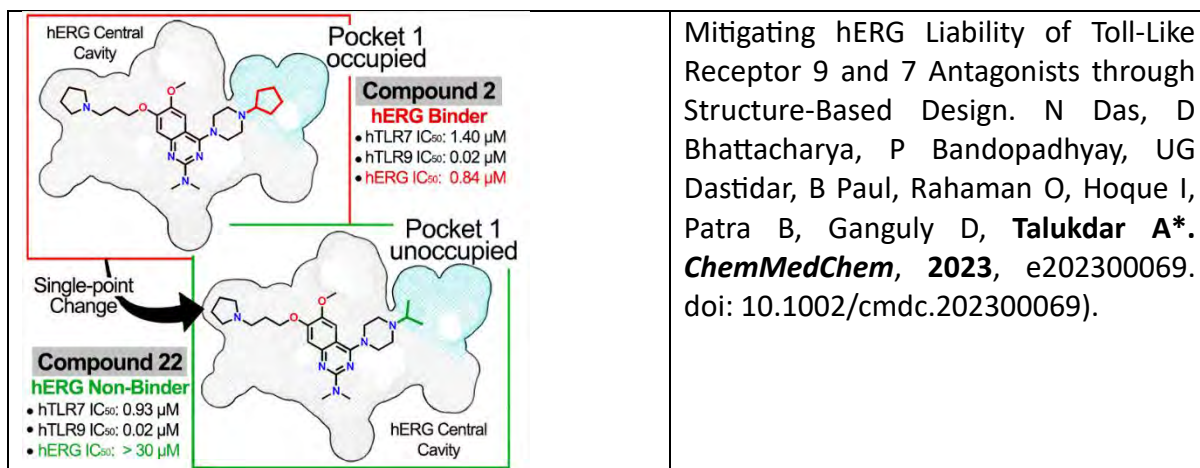 hERG Central
Cavity
Pocket 1
occupied
Compound 2
hERG Binder
• hTLR7 IC₅₀: 1.40 µM
• hTLR9 IC₅₀: 0.02 µM
• hERG IC₅₀: 0.84 µM
N
O
O
N
N
N
N
N
Pocket 1
unoccupied
Single-point
Change
N
O
O
N
N
N
N
N
Compound 22
hERG Non-Binder
• hTLR7 IC₅₀: 0.93 µM
• hTLR9 IC₅₀: 0.02 µM
• hERG IC₅₀: > 30 µM
hERG Central
Cavity
Mitigating hERG Liability of Toll-Like
Receptor 9 and 7 Antagonists through
Structure-Based Design. N Das, D
Bhattacharya, P Bandopadhyay, UG
Dastidar, B Paul, Rahaman O, Hoque I,
Patra B, Ganguly D, Talukdar A*.
ChemMedChem, 2023, e202300069.
doi: 10.1002/cmdc.202300069).